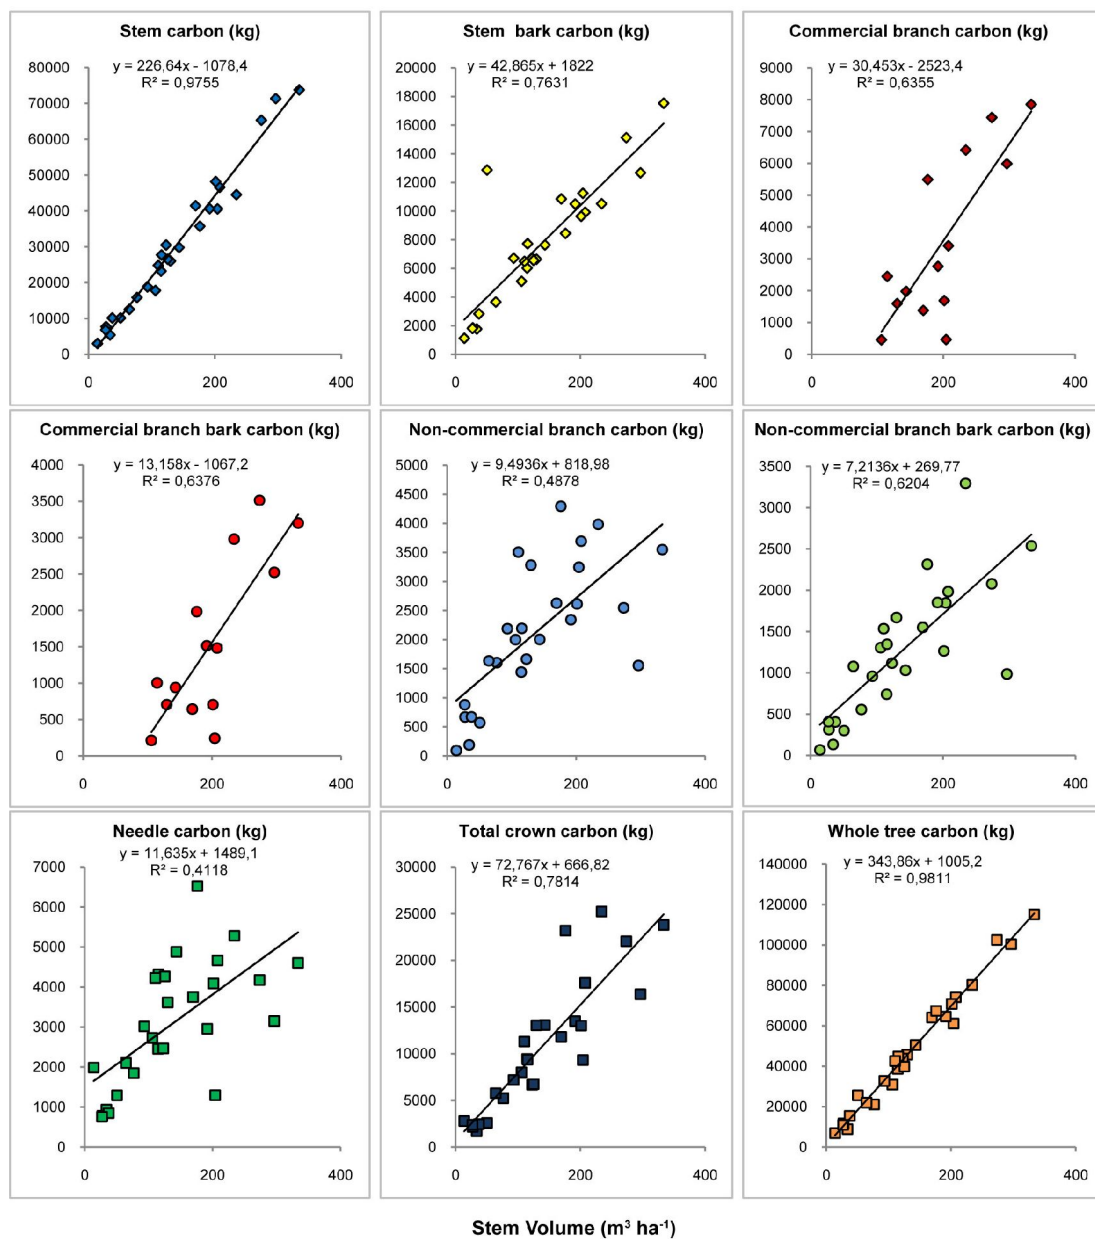 Stem carbon (kg)
y = 226,64x - 1078,4
R² = 0,9755
80000
70000
60000
50000
40000
30000
20000
10000
0
0 200 400
Stem bark carbon (kg)
y = 42,865x + 1822
R² = 0,7631
20000
18000
16000
14000
12000
10000
8000
6000
4000
2000
0
0 200 400
Commercial branch carbon (kg)
y = 30,453x - 2523,4
R² = 0,6355
9000
8000
7000
6000
5000
4000
3000
2000
1000
0
0 200 400
Commercial branch bark carbon (kg)
y = 13,158x - 1067,2
R² = 0,6376
4000
3500
3000
2500
2000
1500
1000
500
0
0 200 400
Non-commercial branch carbon (kg)
y = 9,4936x + 818,98
R² = 0,4878
5000
4500
4000
3500
3000
2500
2000
1500
1000
500
0
0 200 400
Non-commercial branch bark carbon (kg)
y = 7,2136x + 269,77
R² = 0,6204
3500
3000
2500
2000
1500
1000
500
0
0 200 400
Needle carbon (kg)
y = 11,635x + 1489,1
R² = 0,4118
7000
6000
5000
4000
3000
2000
1000
0
0 200 400
Total crown carbon (kg)
y = 72,767x + 666,82
R² = 0,7814
30000
25000
20000
15000
10000
5000
0
0 200 400
Whole tree carbon (kg)
y = 343,86x + 1005,2
R² = 0,9811
140000
120000
100000
80000
60000
40000
20000
0
0 200 400
Stem Volume (m³ ha⁻¹)